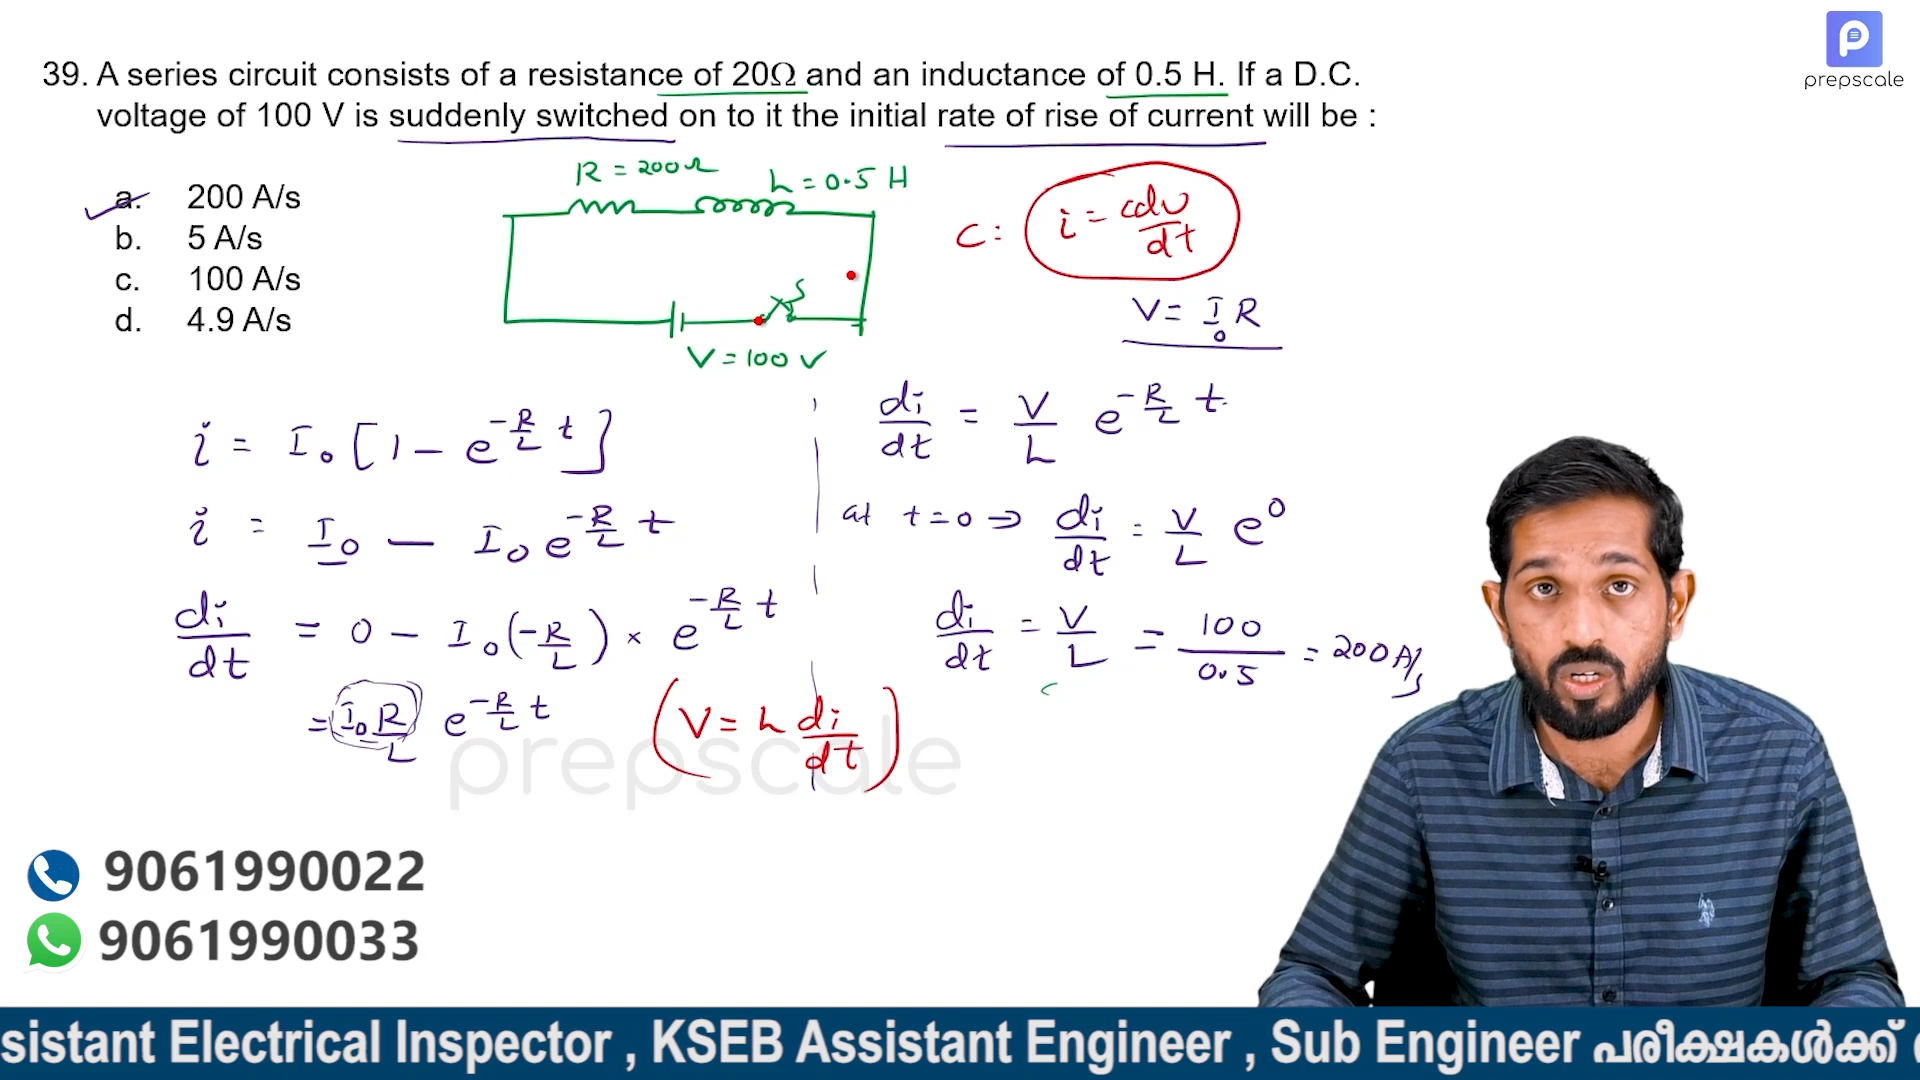 prepscale
39. A series circuit consists of a resistance of 20Ω and an inductance of 0.5 H. If a D.C.
voltage of 100 V is suddenly switched on to it the initial rate of rise of current will be :
a. 200 A/s
b. 5 A/s
c. 100 A/s
d. 4.9 A/s
R = 200Ω
L = 0.5 H
S
V = 100 V
C: i = cdv/dt
V = I₀R
i = I₀[1 - e^(-R/L t)]
i = I₀ - I₀e^(-R/L t)
di/dt = 0 - I₀(-R/L) × e^(-R/L t)
= I₀R/L e^(-R/L t)
(V = L di/dt)
di/dt = V/L e^(-R/L t)
at t=0 ⇒ di/dt = V/L e⁰
di/dt = V/L = 100/0.5 = 200 A/s
prepscale
9061990022
9061990033
sistant Electrical Inspector , KSEB Assistant Engineer , Sub Engineer പരീക്ഷകൾക്ക്